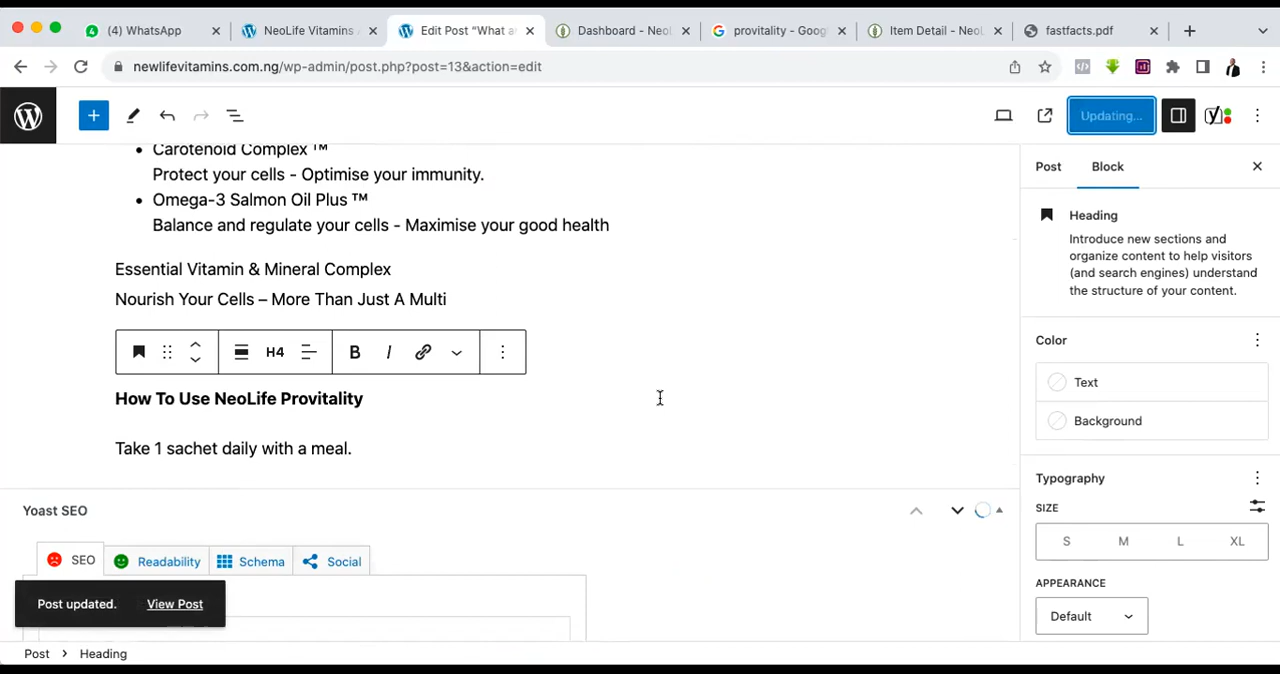 (4) WhatsApp
NeoLife Vitamins
Edit Post "What a
Dashboard - Neo
provitality - Goog
Item Detail - Neo
fastfacts.pdf
newlifevitamins.com.ng/wp-admin/post.php?post=13&action=edit
Updating...
Post
Block
Carotenoid Complex ™
Protect your cells - Optimise your immunity.
Omega-3 Salmon Oil Plus ™
Balance and regulate your cells - Maximise your good health
Essential Vitamin & Mineral Complex
Nourish Your Cells – More Than Just A Multi
H4
B
I
How To Use NeoLife Provitality
Take 1 sachet daily with a meal.
Yoast SEO
SEO
Readability
Schema
Social
Post updated.
View Post
Post > Heading
Heading
Introduce new sections and
organize content to help visitors
(and search engines) understand
the structure of your content.
Color
Text
Background
Typography
SIZE
S
M
L
XL
APPEARANCE
Default